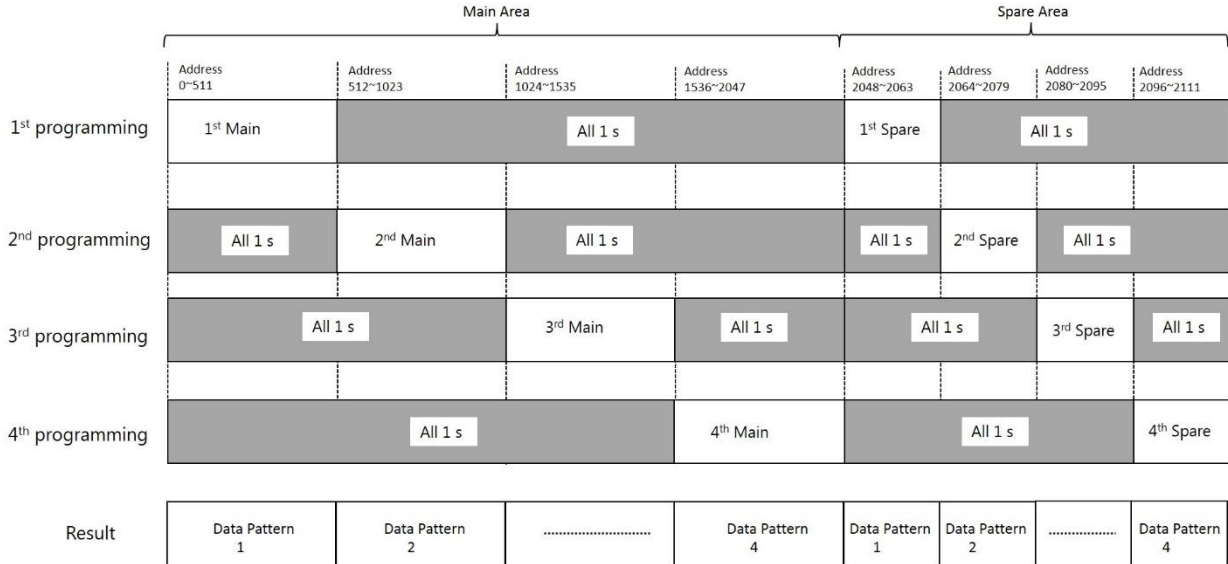 Main Area
Spare Area
Address
0~511
Address
512~1023
Address
1024~1535
Address
1536~2047
Address
2048~2063
Address
2064~2079
Address
2080~2095
Address
2096~2111
1st programming
1st Main
All 1 s
1st Spare
All 1 s
2nd programming
All 1 s
2nd Main
All 1 s
All 1 s
2nd Spare
All 1 s
3rd programming
All 1 s
3rd Main
All 1 s
All 1 s
3rd Spare
All 1 s
4th programming
All 1 s
4th Main
All 1 s
4th Spare
Result
Data Pattern
1
Data Pattern
2
........................
Data Pattern
4
Data Pattern
1
Data Pattern
2
..................
Data Pattern
4